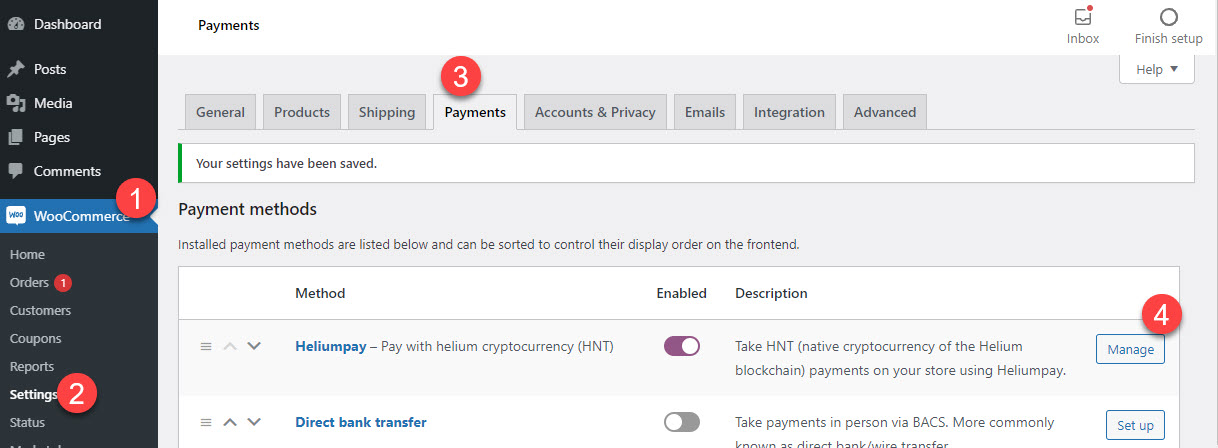 Dashboard
Posts
Media
Pages
Comments
1
Woo
WooCommerce
Home
Orders 1
Customers
Coupons
Reports
Settings
2
Status
Payments
Inbox
Finish setup
Help
3
General
Products
Shipping
Payments
Accounts & Privacy
Emails
Integration
Advanced
Your settings have been saved.
Payment methods
Installed payment methods are listed below and can be sorted to control their display order on the frontend.
Method
Enabled
Description
4
Heliumpay – Pay with helium cryptocurrency (HNT)
Take HNT (native cryptocurrency of the Helium
blockchain) payments on your store using Heliumpay.
Manage
Direct bank transfer
Take payments in person via BACS. More commonly
known as direct bank/wire transfer
Set up